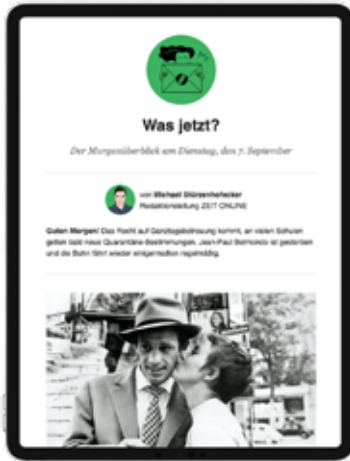 Was jetzt?
Der Morgenüberblick am Dienstag, den 7. September
von Michael Stürzenhofecker
Redaktionsleitung ZEIT ONLINE
Guten Morgen! Das Recht auf Ganztagsbetreuung kommt, an vielen Schulen
gelten bald neue Quarantäne-Bestimmungen, Jean-Paul Belmondo ist gestorben
und die Bahn fährt wieder einigermaßen regelmäßig.